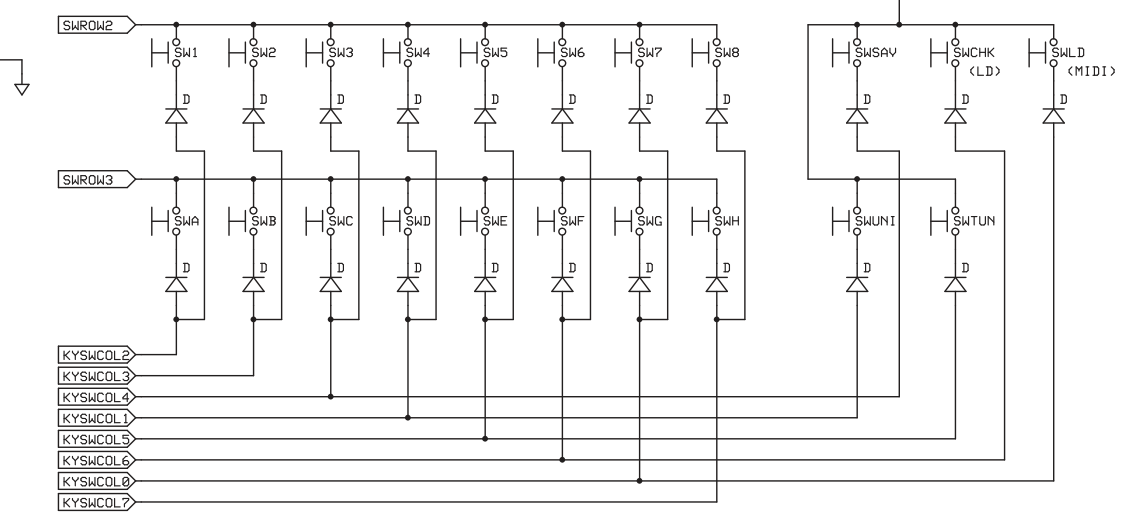 SWROW2
SW1 SW2 SW3 SW4 SW5 SW6 SW7 SW8 SWSAV SWCHK SWLD
(LD) (MIDI)
D D D D D D D D D D D
SWROW3
SWA SWB SWC SWD SWE SWF SWG SWH SWUNI SWTUN
D D D D D D D D D D
KYSWCOL2
KYSWCOL3
KYSWCOL4
KYSWCOL1
KYSWCOL5
KYSWCOL6
KYSWCOL0
KYSWCOL7